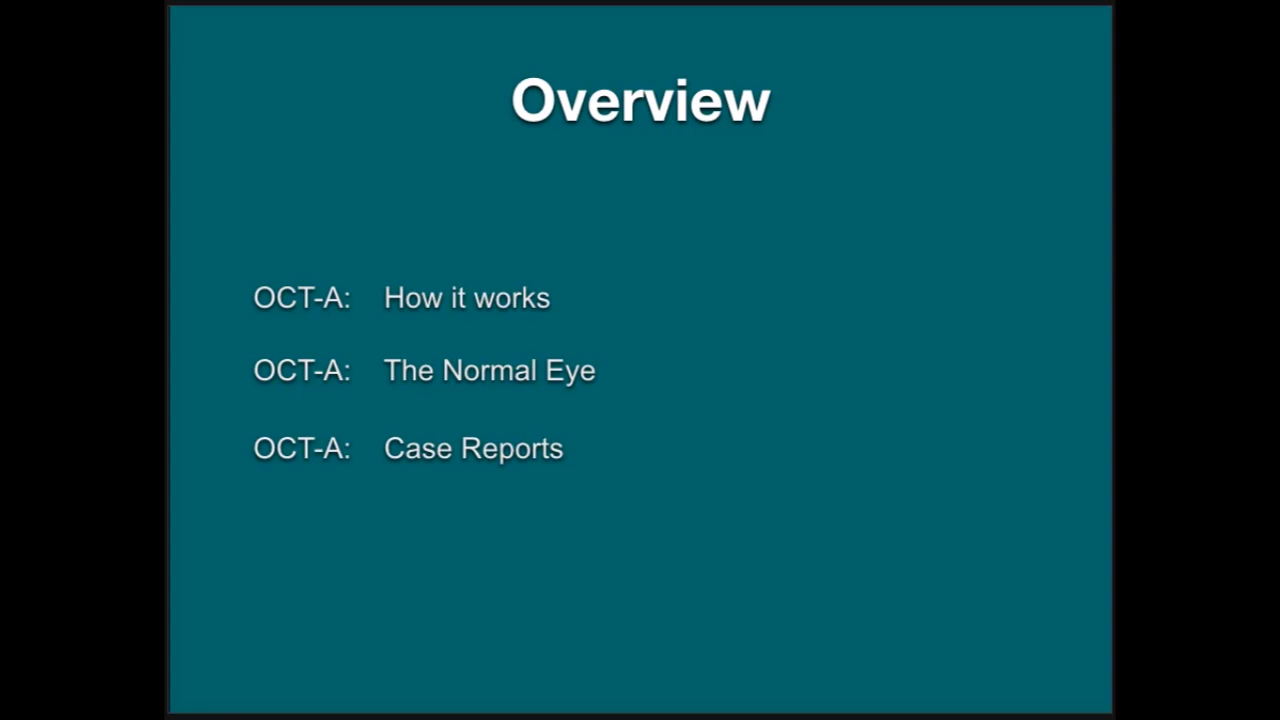 Overview
OCT-A: How it works
OCT-A: The Normal Eye
OCT-A: Case Reports